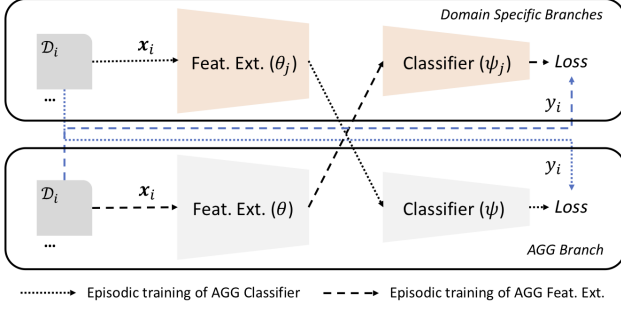 Domain Specific Branches
𝒟ᵢ
𝒙ᵢ
Feat. Ext. (θⱼ)
Classifier (ψⱼ)
Loss
...
yᵢ
yᵢ
𝒟ᵢ
𝒙ᵢ
Feat. Ext. (θ)
Classifier (ψ)
Loss
...
AGG Branch
Episodic training of AGG Classifier
Episodic training of AGG Feat. Ext.